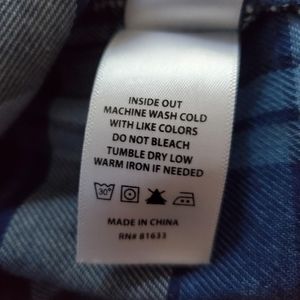 INSIDE OUT
MACHINE WASH COLD
WITH LIKE COLORS
DO NOT BLEACH
TUMBLE DRY LOW
WARM IRON IF NEEDED
30°
MADE IN CHINA
RN# 81633